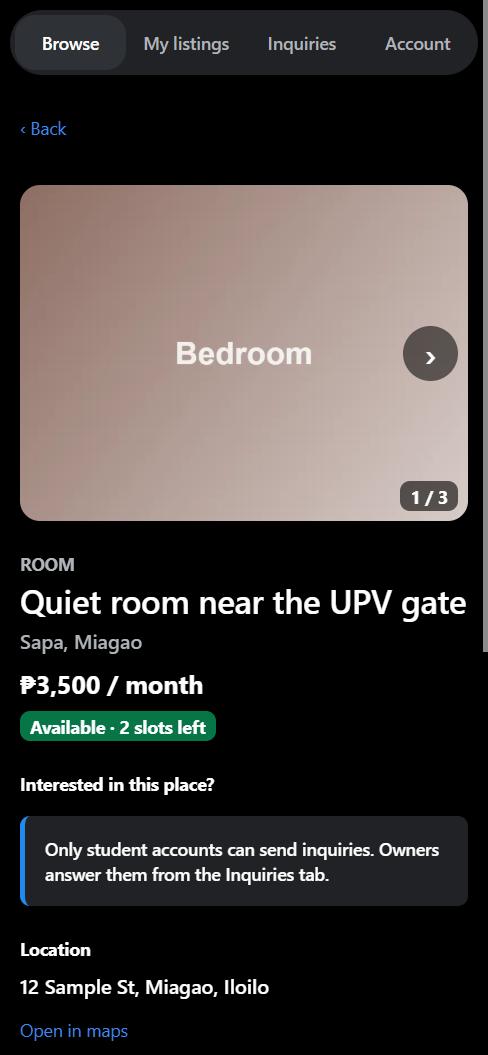 Browse
My listings
Inquiries
Account
‹ Back
Bedroom
›
1 / 3
ROOM
Quiet room near the UPV gate
Sapa, Miagao
₱3,500 / month
Available · 2 slots left
Interested in this place?
Only student accounts can send inquiries. Owners
answer them from the Inquiries tab.
Location
12 Sample St, Miagao, Iloilo
Open in maps